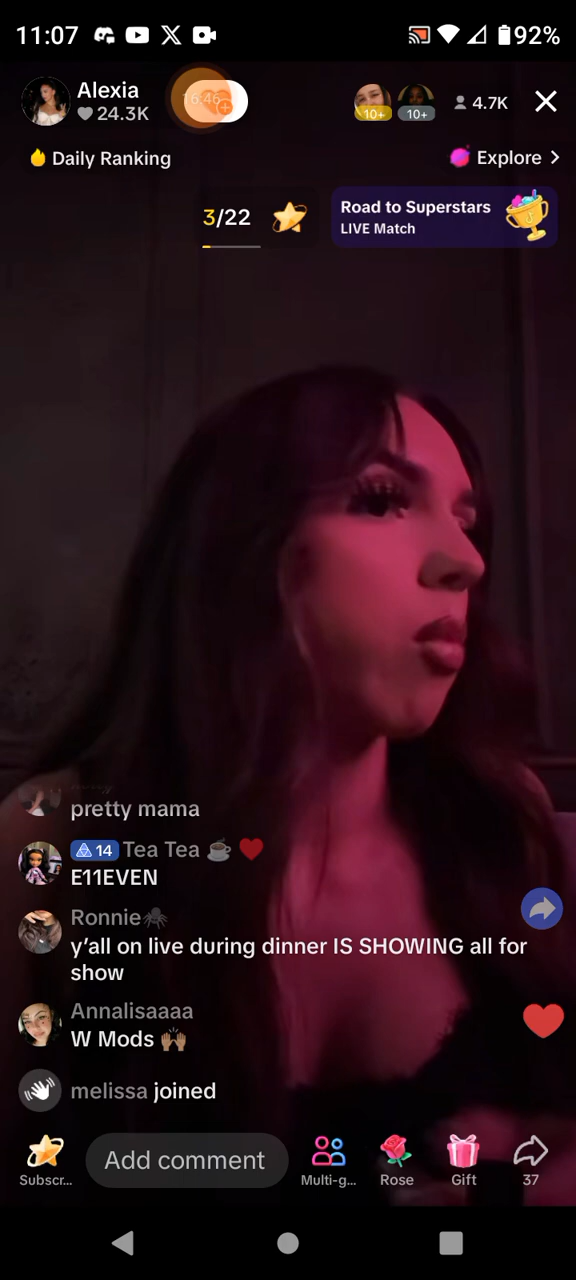 11:07
92%
Alexia
24.3K
16:46
10+
10+
4.7K
Daily Ranking
Explore
3/22
Road to Superstars
LIVE Match
pretty mama
14 Tea Tea
E11EVEN
Ronnie
y'all on live during dinner IS SHOWING all for
show
Annalisaaaa
W Mods
melissa joined
Add comment
Subscr...
Multi-g...
Rose
Gift
37